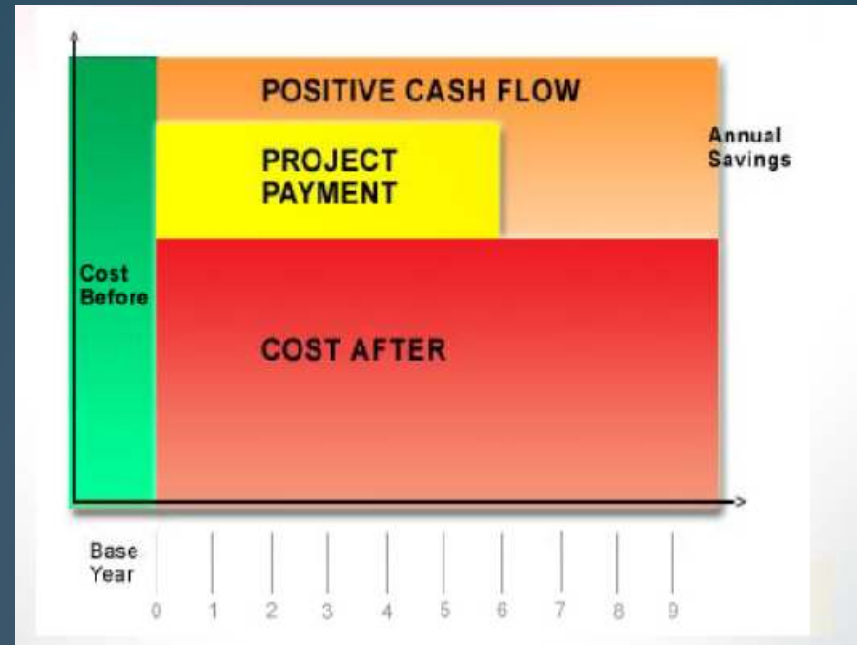 POSITIVE CASH FLOW
PROJECT
PAYMENT
Annual
Savings
Cost
Before
COST AFTER
Base
Year
0 1 2 3 4 5 6 7 8 9